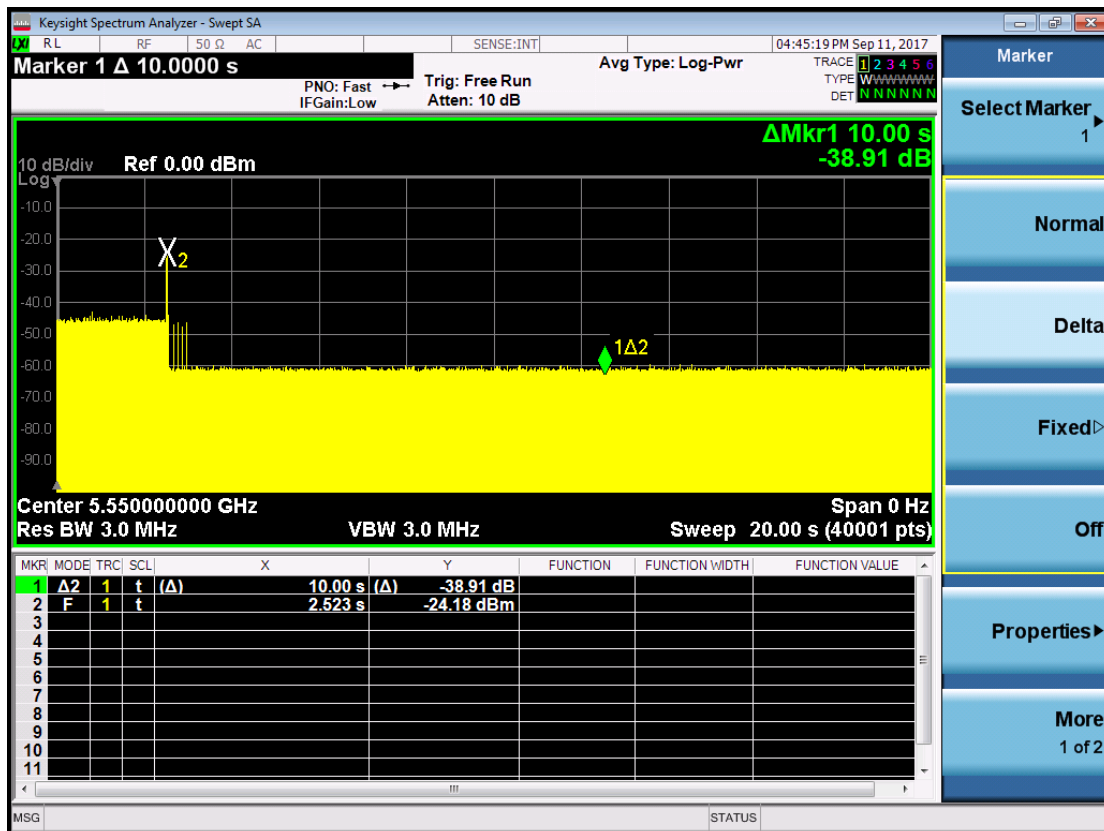 Keysight Spectrum Analyzer - Swept SA
LXI RL RF 50 Ω AC SENSE:INT 04:45:19 PM Sep 11, 2017
Marker 1 Δ 10.0000 s
PNO: Fast
IFGain:Low
Trig: Free Run
Atten: 10 dB
Avg Type: Log-Pwr
TRACE 1 2 3 4 5 6
TYPE WWWWWW
DET N N N N N N
ΔMkr1 10.00 s
-38.91 dB
10 dB/div Ref 0.00 dBm
Log
-10.0
-20.0
-30.0
-40.0
-50.0
-60.0
-70.0
-80.0
-90.0
X2
1Δ2
Center 5.550000000 GHz Span 0 Hz
Res BW 3.0 MHz VBW 3.0 MHz Sweep 20.00 s (40001 pts)
MKR MODE TRC SCL X Y FUNCTION FUNCTION WIDTH FUNCTION VALUE
1 Δ2 1 t (Δ) 10.00 s (Δ) -38.91 dB
2 F 1 t 2.523 s -24.18 dBm
3
4
5
6
7
8
9
10
11
MSG STATUS
Marker
Select Marker
1
Normal
Delta
Fixed
Off
Properties
More
1 of 2